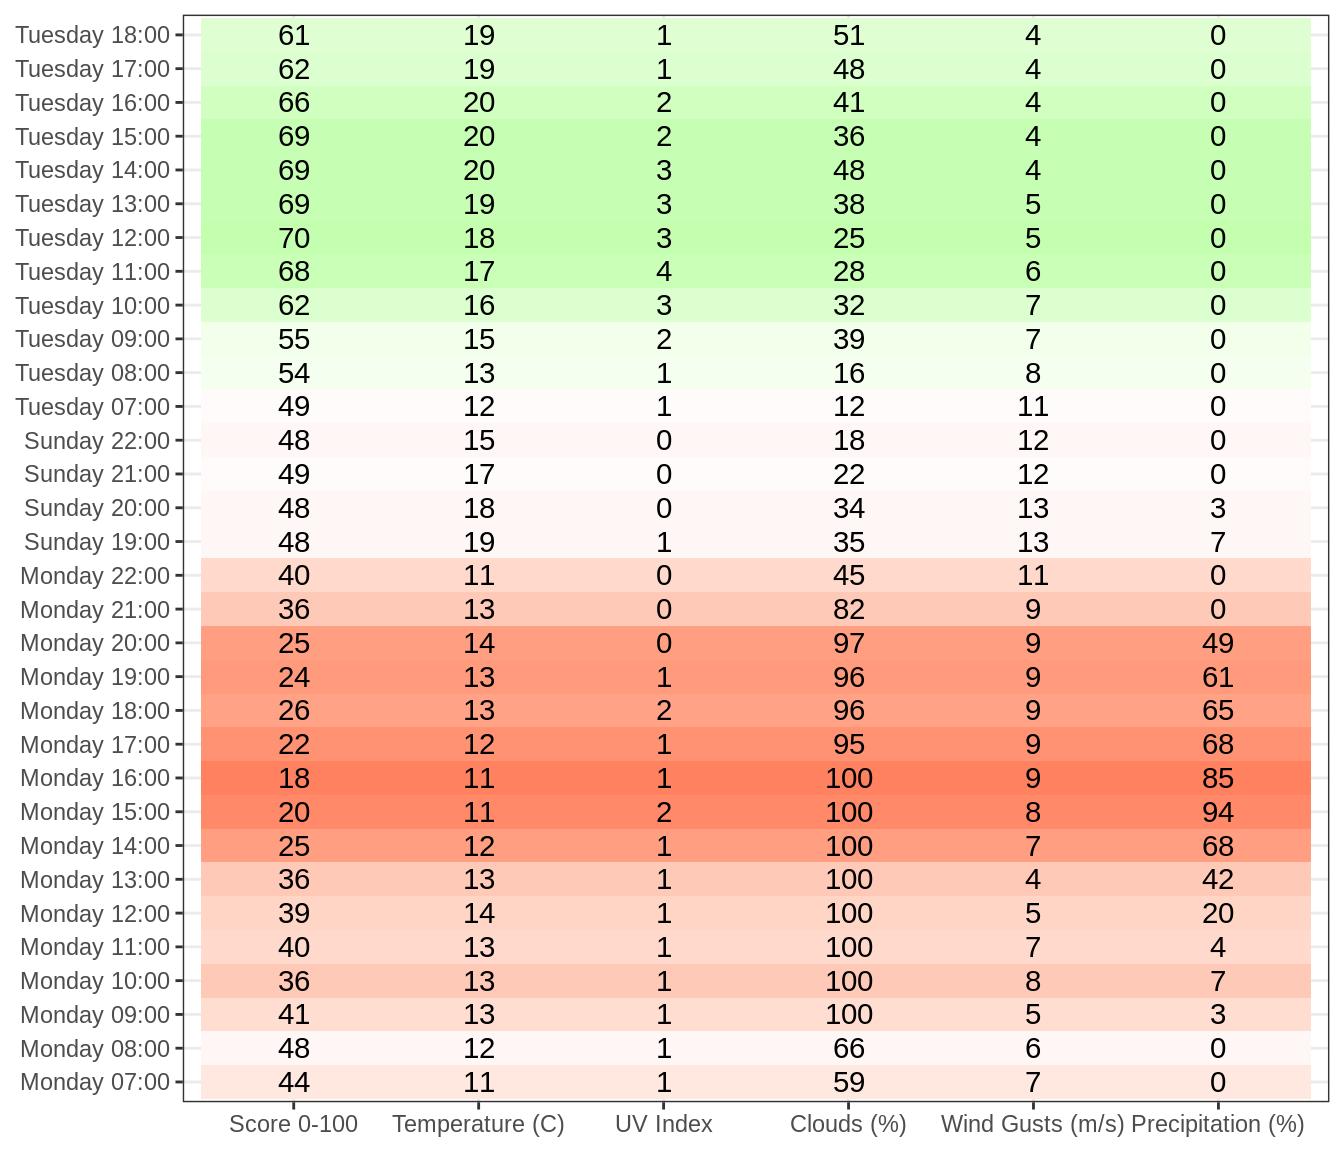 Tuesday 18:00 61 19 1 51 4 0
Tuesday 17:00 62 19 1 48 4 0
Tuesday 16:00 66 20 2 41 4 0
Tuesday 15:00 69 20 2 36 4 0
Tuesday 14:00 69 20 3 48 4 0
Tuesday 13:00 69 19 3 38 5 0
Tuesday 12:00 70 18 3 25 5 0
Tuesday 11:00 68 17 4 28 6 0
Tuesday 10:00 62 16 3 32 7 0
Tuesday 09:00 55 15 2 39 7 0
Tuesday 08:00 54 13 1 16 8 0
Tuesday 07:00 49 12 1 12 11 0
Sunday 22:00 48 15 0 18 12 0
Sunday 21:00 49 17 0 22 12 0
Sunday 20:00 48 18 0 34 13 3
Sunday 19:00 48 19 1 35 13 7
Monday 22:00 40 11 0 45 11 0
Monday 21:00 36 13 0 82 9 0
Monday 20:00 25 14 0 97 9 49
Monday 19:00 24 13 1 96 9 61
Monday 18:00 26 13 2 96 9 65
Monday 17:00 22 12 1 95 9 68
Monday 16:00 18 11 1 100 9 85
Monday 15:00 20 11 2 100 8 94
Monday 14:00 25 12 1 100 7 68
Monday 13:00 36 13 1 100 4 42
Monday 12:00 39 14 1 100 5 20
Monday 11:00 40 13 1 100 7 4
Monday 10:00 36 13 1 100 8 7
Monday 09:00 41 13 1 100 5 3
Monday 08:00 48 12 1 66 6 0
Monday 07:00 44 11 1 59 7 0
Score 0-100 Temperature (C) UV Index Clouds (%) Wind Gusts (m/s) Precipitation (%)